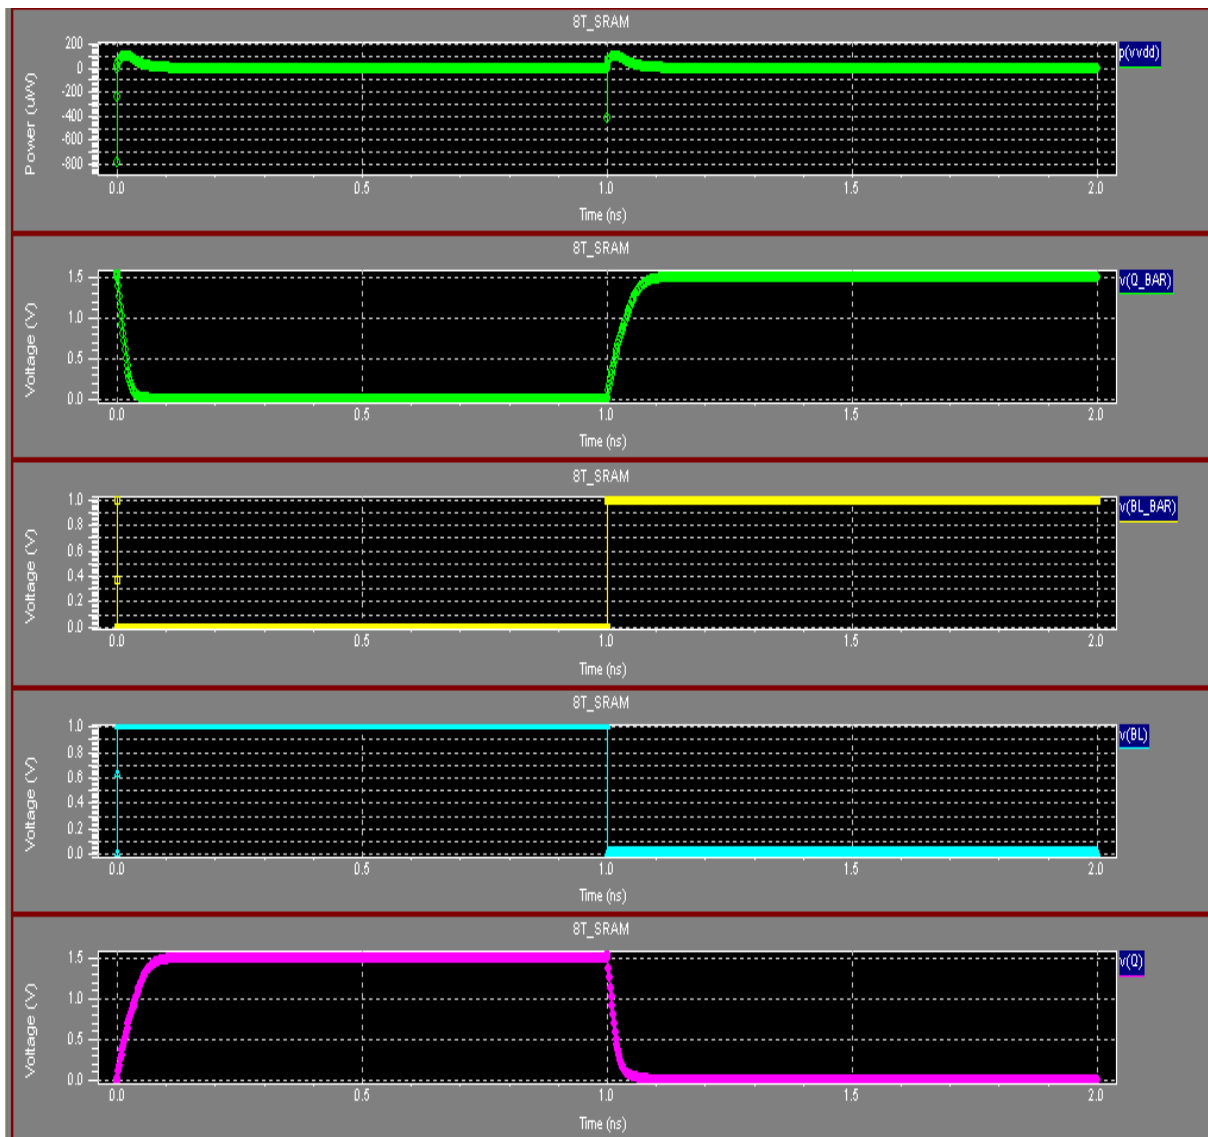 8T_SRAM
Power (uW)
200
0
-200
-400
-600
-800
p(vvdd)
0.0 0.5 1.0 1.5 2.0
Time (ns)
8T_SRAM
Voltage (V)
1.5
1.0
0.5
0.0
v(Q_BAR)
0.0 0.5 1.0 1.5 2.0
Time (ns)
8T_SRAM
Voltage (V)
1.0
0.8
0.6
0.4
0.2
0.0
v(BL_BAR)
0.0 0.5 1.0 1.5 2.0
Time (ns)
8T_SRAM
Voltage (V)
1.0
0.8
0.6
0.4
0.2
0.0
v(BL)
0.0 0.5 1.0 1.5 2.0
Time (ns)
8T_SRAM
Voltage (V)
1.5
1.0
0.5
0.0
v(Q)
0.0 0.5 1.0 1.5 2.0
Time (ns)